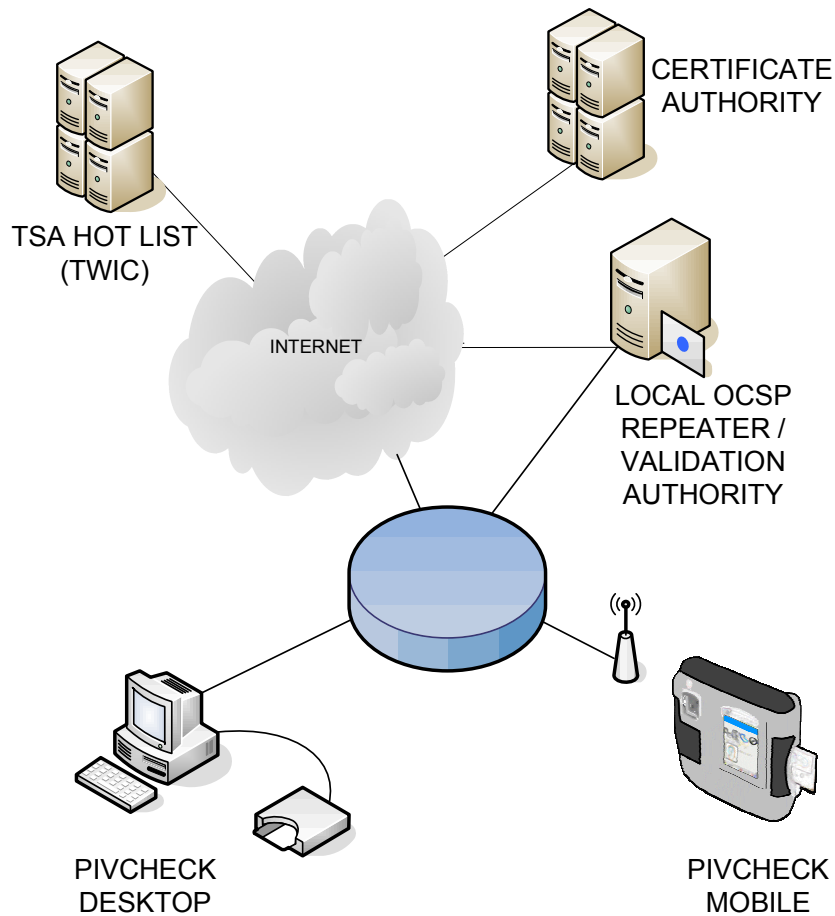 CERTIFICATE
AUTHORITY
TSA HOT LIST
(TWIC)
INTERNET
LOCAL OCSP
REPEATER /
VALIDATION
AUTHORITY
PIVCHECK
DESKTOP
PIVCHECK
MOBILE